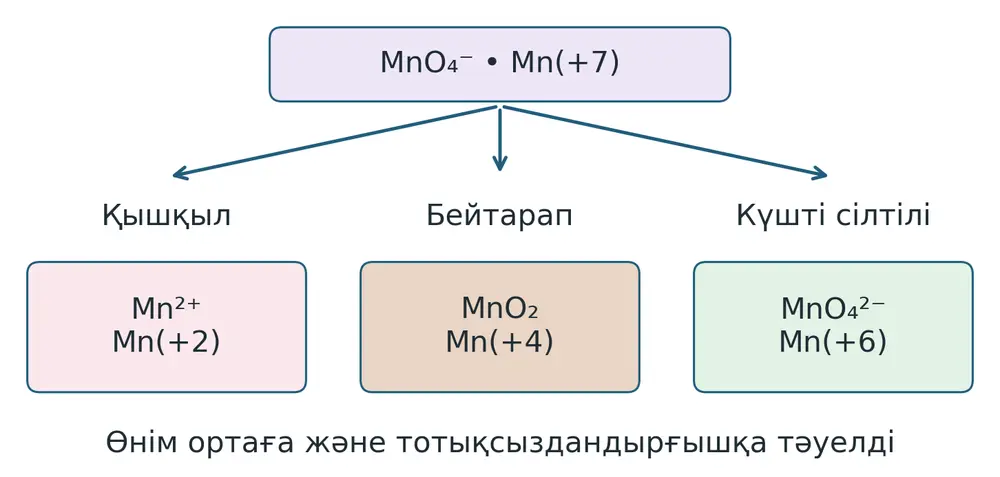 MnO₄⁻ • Mn(+7)
Қышқыл
Бейтарап
Күшті сілтілі
Mn²⁺
Mn(+2)
MnO₂
Mn(+4)
MnO₄²⁻
Mn(+6)
Өнім ортаға және тотықсыздандырғышқа тәуелді